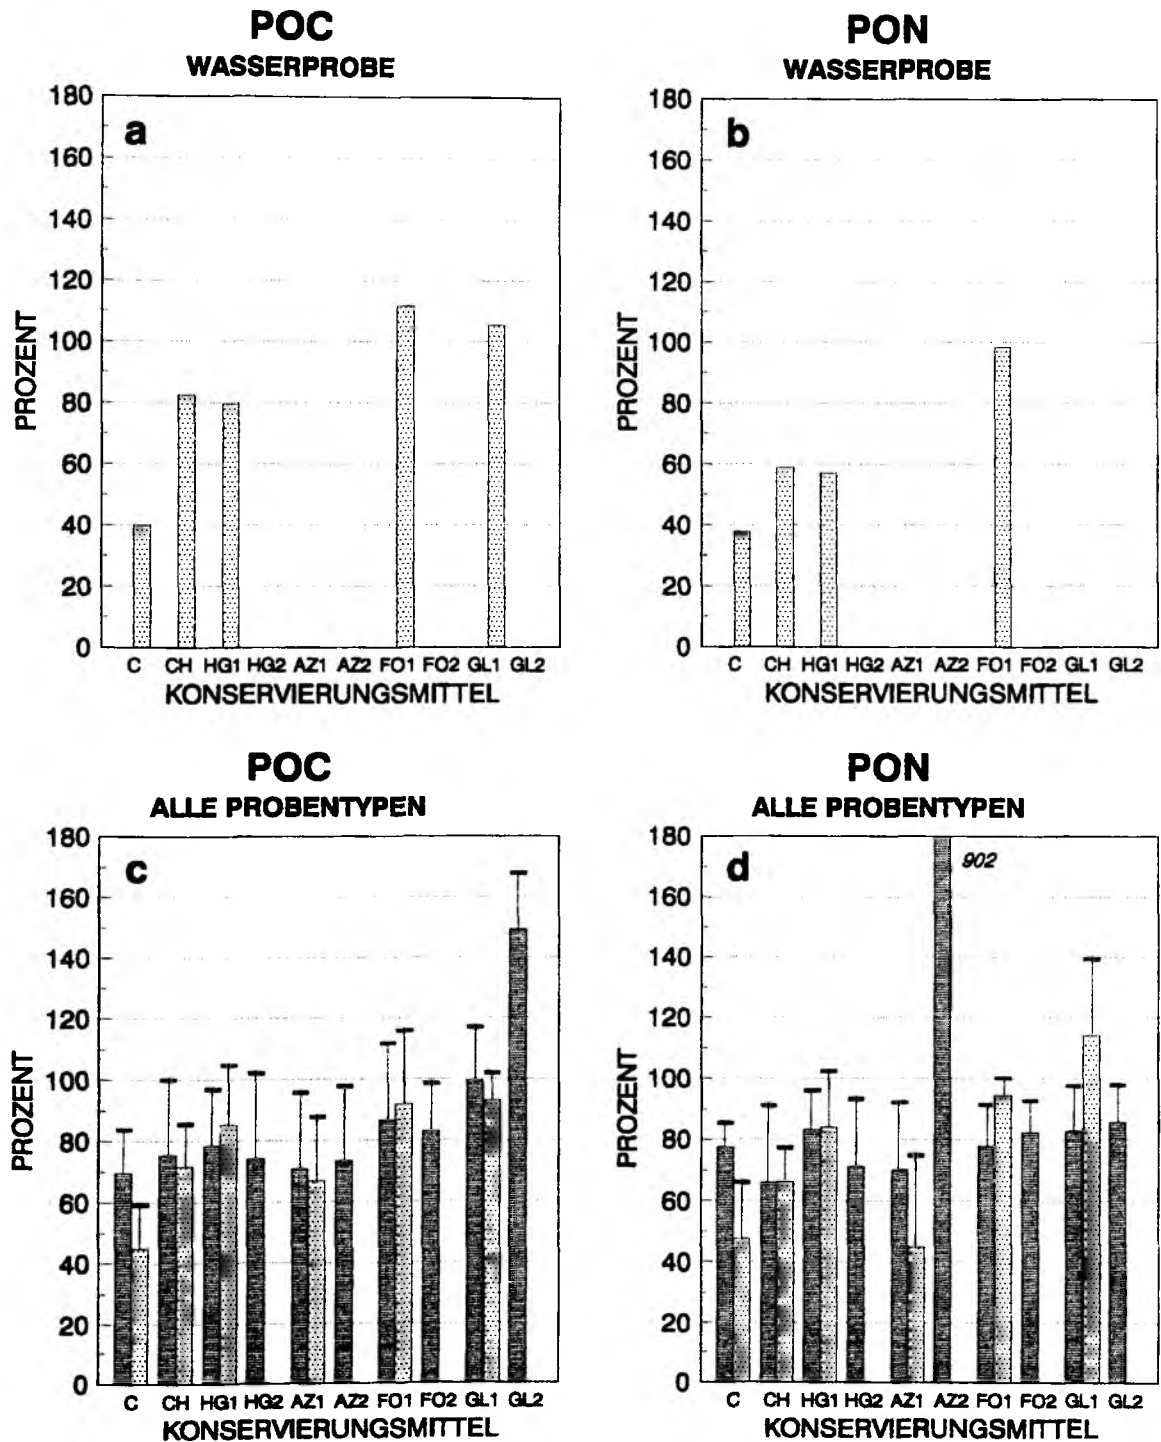 POC
WASSERPROBE
a
PROZENT
180
160
140
120
100
80
60
40
20
0
C CH HG1 HG2 AZ1 AZ2 FO1 FO2 GL1 GL2
KONSERVIERUNGSMITTEL
PON
WASSERPROBE
b
PROZENT
180
160
140
120
100
80
60
40
20
0
C CH HG1 HG2 AZ1 AZ2 FO1 FO2 GL1 GL2
KONSERVIERUNGSMITTEL
POC
ALLE PROBENTYPEN
c
PROZENT
180
160
140
120
100
80
60
40
20
0
C CH HG1 HG2 AZ1 AZ2 FO1 FO2 GL1 GL2
KONSERVIERUNGSMITTEL
PON
ALLE PROBENTYPEN
d
902
PROZENT
180
160
140
120
100
80
60
40
20
0
C CH HG1 HG2 AZ1 AZ2 FO1 FO2 GL1 GL2
KONSERVIERUNGSMITTEL